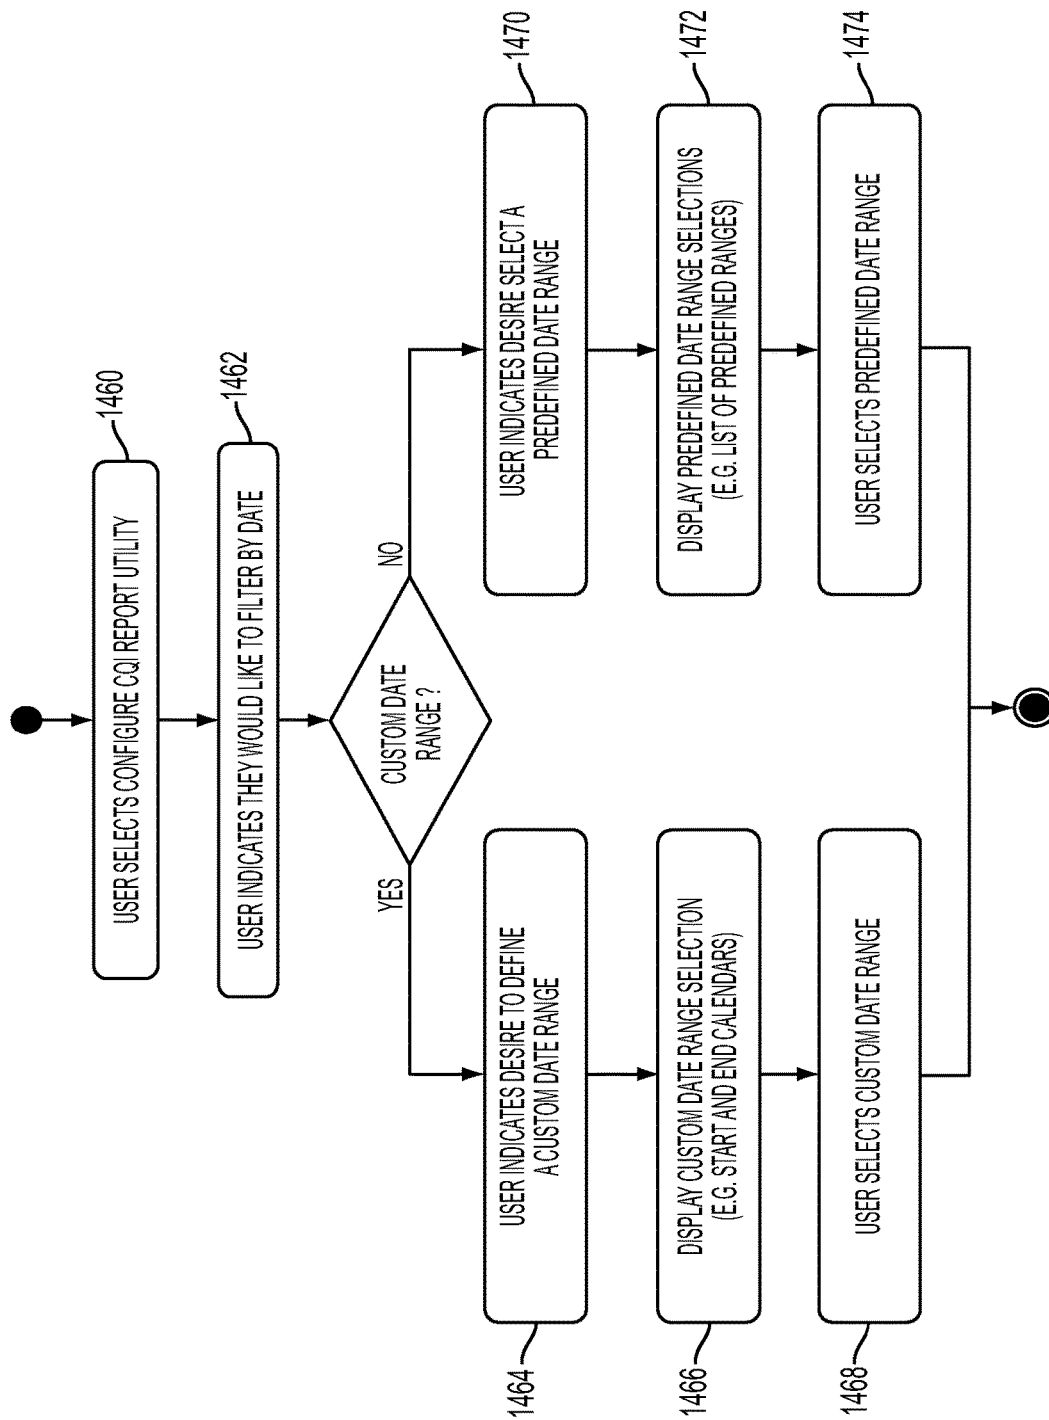 USER SELECTS CONFIGURE CQI REPORT UTILITY
1460
USER INDICATES THEY WOULD LIKE TO FILTER BY DATE
1462
CUSTOM DATE
RANGE ?
YES
NO
USER INDICATES DESIRE TO DEFINE
A CUSTOM DATE RANGE
1464
DISPLAY CUSTOM DATE RANGE SELECTION
(E.G. START AND END CALENDARS)
1466
USER SELECTS CUSTOM DATE RANGE
1468
USER INDICATES DESIRE SELECT A
PREDEFINED DATE RANGE
1470
DISPLAY PREDEFINED DATE RANGE SELECTIONS
(E.G. LIST OF PREDEFINED RANGES)
1472
USER SELECTS PREDEFINED DATE RANGE
1474